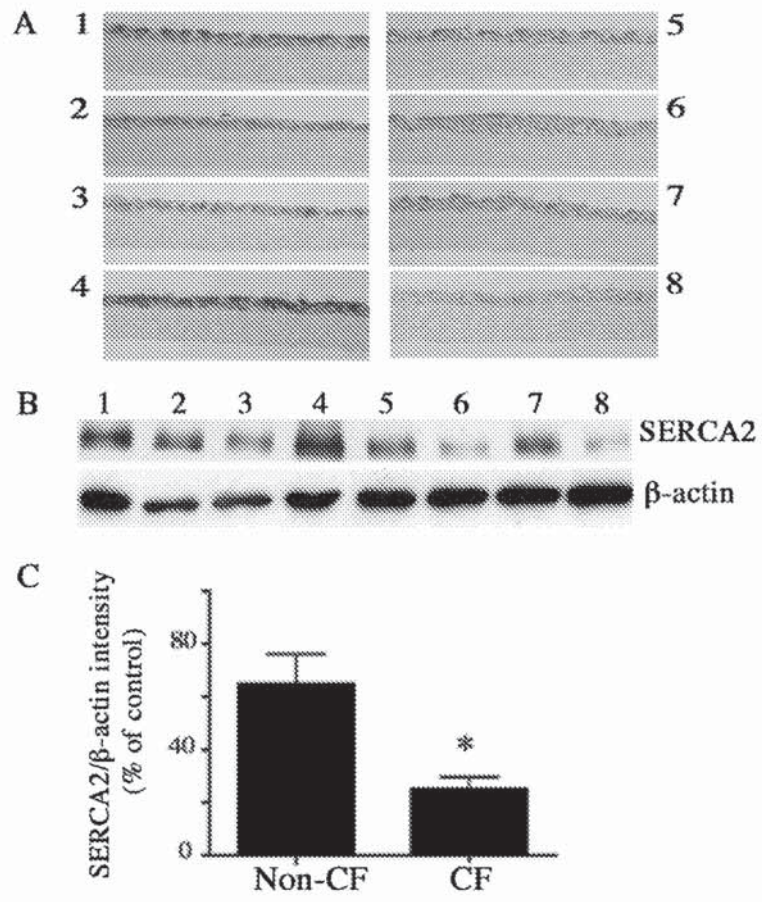 A
1
5
2
6
3
7
4
8
B
1 2 3 4 5 6 7 8
SERCA2
β-actin
C
SERCA2/β-actin intensity
(% of control)
80
40
0
*
Non-CF CF